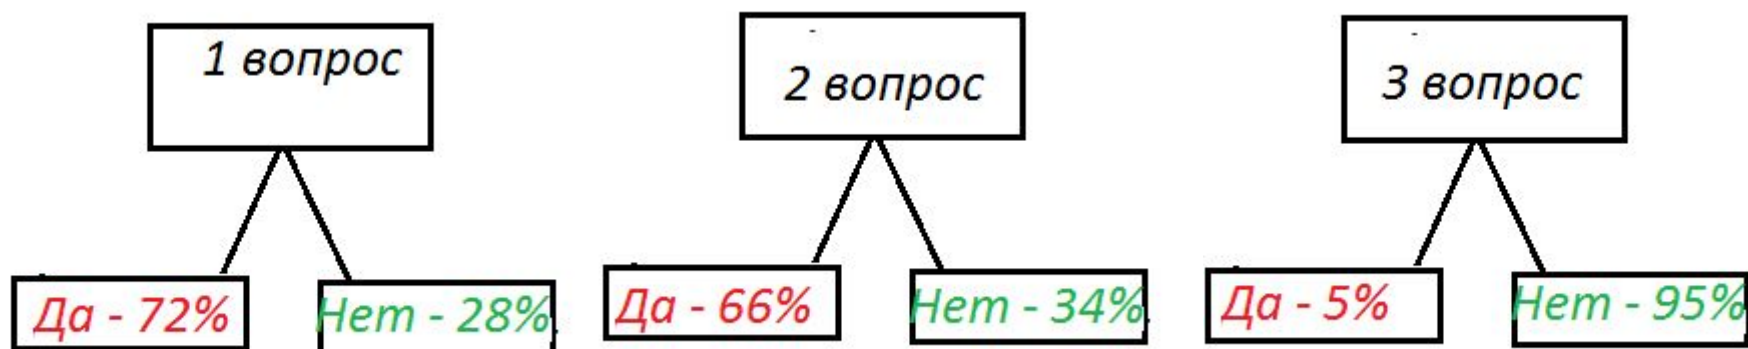 1 вопрос
2 вопрос
3 вопрос
Да - 72%
Нет - 28%
Да - 66%
Нет - 34%
Да - 5%
Нет - 95%